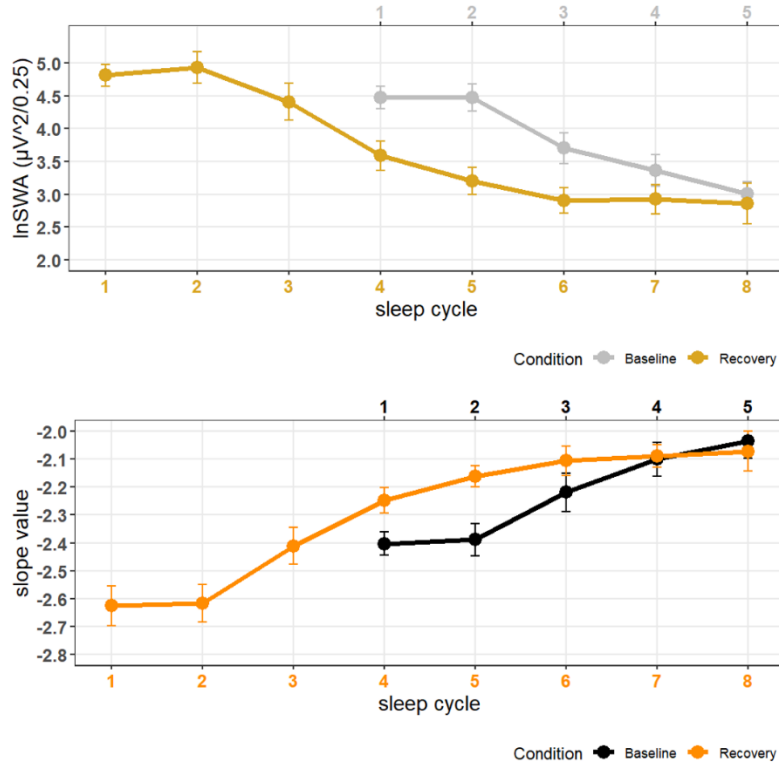 1 2 3 4 5
lnSWA (µV^2/0.25)
5.0
4.5
4.0
3.5
3.0
2.5
2.0
1 2 3 4 5 6 7 8
sleep cycle
Condition Baseline Recovery
1 2 3 4 5
slope value
-2.0
-2.1
-2.2
-2.3
-2.4
-2.5
-2.6
-2.7
-2.8
1 2 3 4 5 6 7 8
sleep cycle
Condition Baseline Recovery